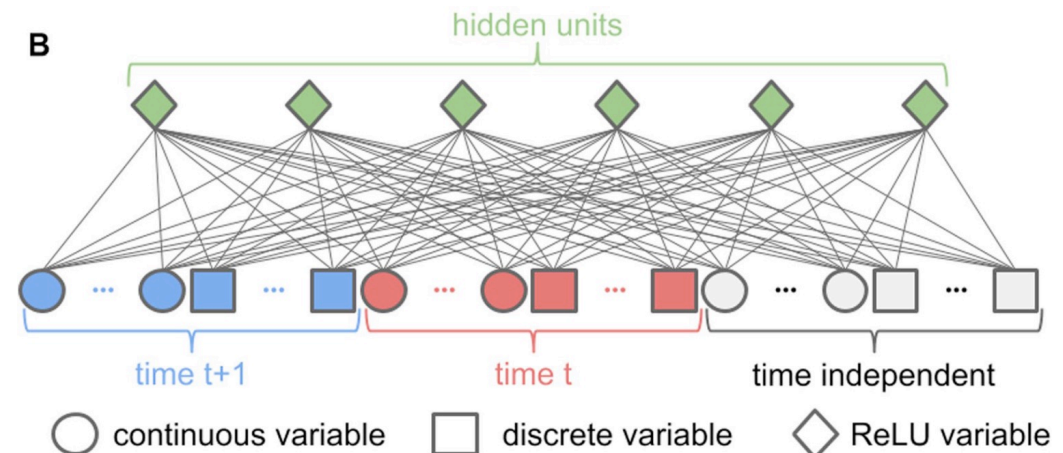 B
hidden units
... ... ... ... ... ...
time t+1 time t time independent
continuous variable discrete variable ReLU variable